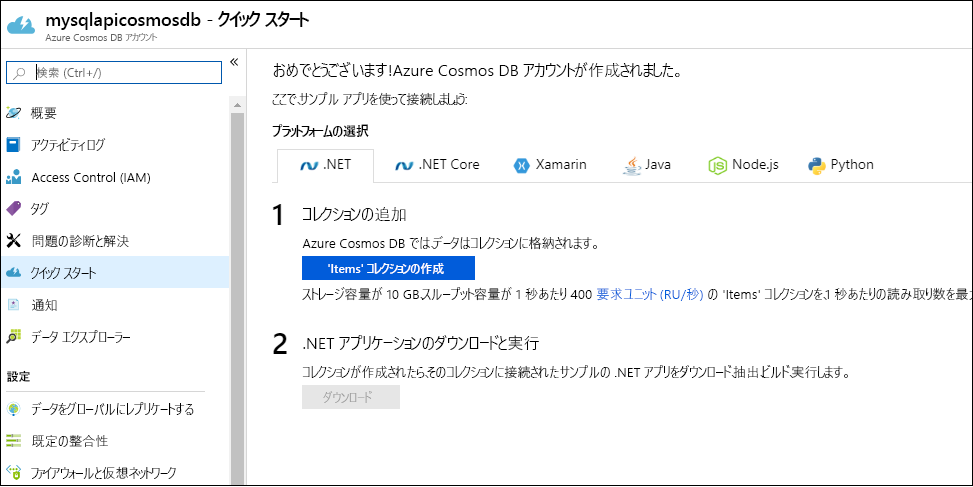 mysqlapicosmosdb - クイック スタート
Azure Cosmos DB アカウント
検索 (Ctrl+/)
«
概要
アクティビティ ログ
Access Control (IAM)
タグ
問題の診断と解決
クイック スタート
通知
データ エクスプローラー
設定
データをグローバルにレプリケートする
既定の整合性
ファイアウォールと仮想ネットワーク
おめでとうございます!Azure Cosmos DB アカウントが作成されました。
ここで、サンプル アプリを使って接続しましょう:
プラットフォームの選択
.NET
.NET Core
Xamarin
Java
Node.js
Python
1 コレクションの追加
Azure Cosmos DB では、データはコレクションに格納されます。
'Items' コレクションの作成
ストレージ容量が 10 GB、スループット容量が 1 秒あたり 400 要求ユニット (RU/秒) の 'Items' コレクションを、1 秒あたりの読み取り数を最
2 .NET アプリケーションのダウンロードと実行
コレクションが作成されたら、そのコレクションに接続されたサンプルの .NET アプリをダウンロード、抽出、ビルド、実行します。
ダウンロード